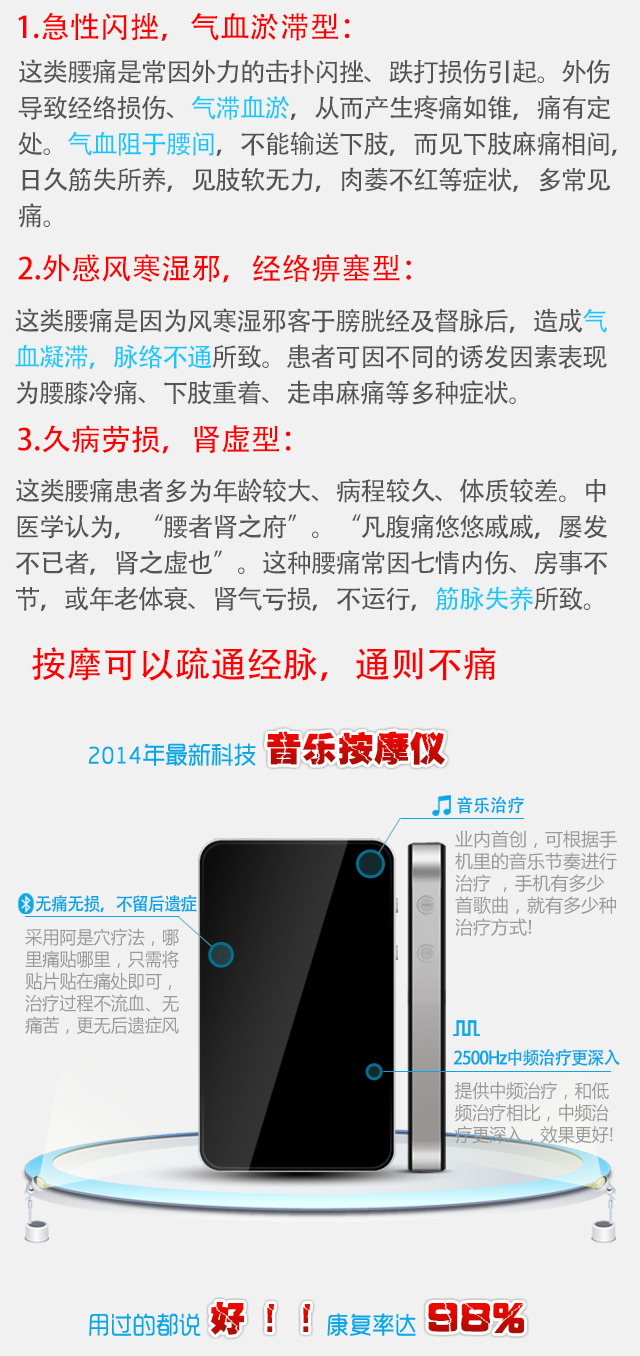 1.急性闪挫，气血淤滞型：
这类腰痛是常因外力的击扑闪挫、跌打损伤引起。外伤
导致经络损伤、气滞血淤，从而产生疼痛如锥，痛有定
处。气血阻于腰间，不能输送下肢，而见下肢麻痛相间,
日久筋失所养，见肢软无力，肉萎不红等症状，多常见
痛。
2.外感风寒湿邪，经络痹塞型：
这类腰痛是因为风寒湿邪客于膀胱经及督脉后，造成气
血凝滞，脉络不通所致。患者可因不同的诱发因素表现
为腰膝冷痛、下肢重着、走串麻痛等多种症状。
3.久病劳损，肾虚型：
这类腰痛患者多为年龄较大、病程较久、体质较差。中
医学认为，“腰者肾之府”。“凡腹痛悠悠戚戚，屡发
不已者，肾之虚也”。这种腰痛常因七情内伤、房事不
节，或年老体衰、肾气亏损，不运行，筋脉失养所致。
按摩可以疏通经脉，通则不痛
2014年最新科技 音乐按摩仪
音乐治疗
业内首创，可根据手
机里的音乐节奏进行
治疗 ，手机有多少
首歌曲，就有多少种
治疗方式!
无痛无损，不留后遗症
采用阿是穴疗法，哪
里痛贴哪里，只需将
贴片贴在痛处即可，
治疗过程不流血、无
痛苦，更无后遗症风
2500Hz中频治疗更深入
提供中频治疗，和低
频治疗相比，中频治
疗更深入，效果更好!
用过的都说 好！！ 康复率达 98%